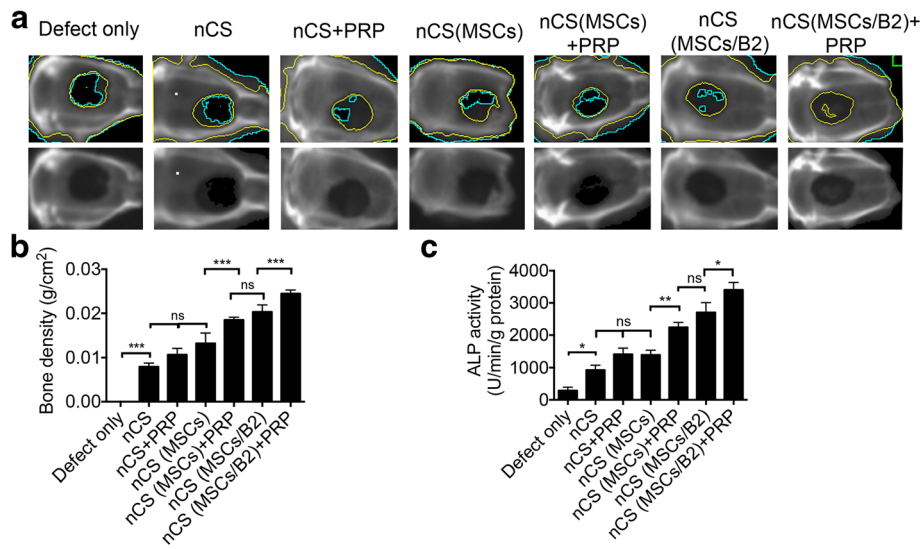 a
Defect only
nCS
nCS+PRP
nCS(MSCs)
nCS(MSCs)
+PRP
nCS
(MSCs/B2)
nCS(MSCs/B2)+
PRP
b
Bone density (g/cm²)
0.03
0.02
0.01
0.00
***
ns
***
ns
***
Defect only
nCS
nCS+PRP
nCS (MSCs)
nCS (MSCs)+PRP
nCS (MSCs/B2)
nCS (MSCs/B2)+PRP
c
ALP activity
(U/min/g protein)
4000
3000
2000
1000
0
*
ns
**
ns
*
Defect only
nCS
nCS+PRP
nCS (MSCs)
nCS (MSCs)+PRP
nCS (MSCs/B2)
nCS (MSCs/B2)+PRP